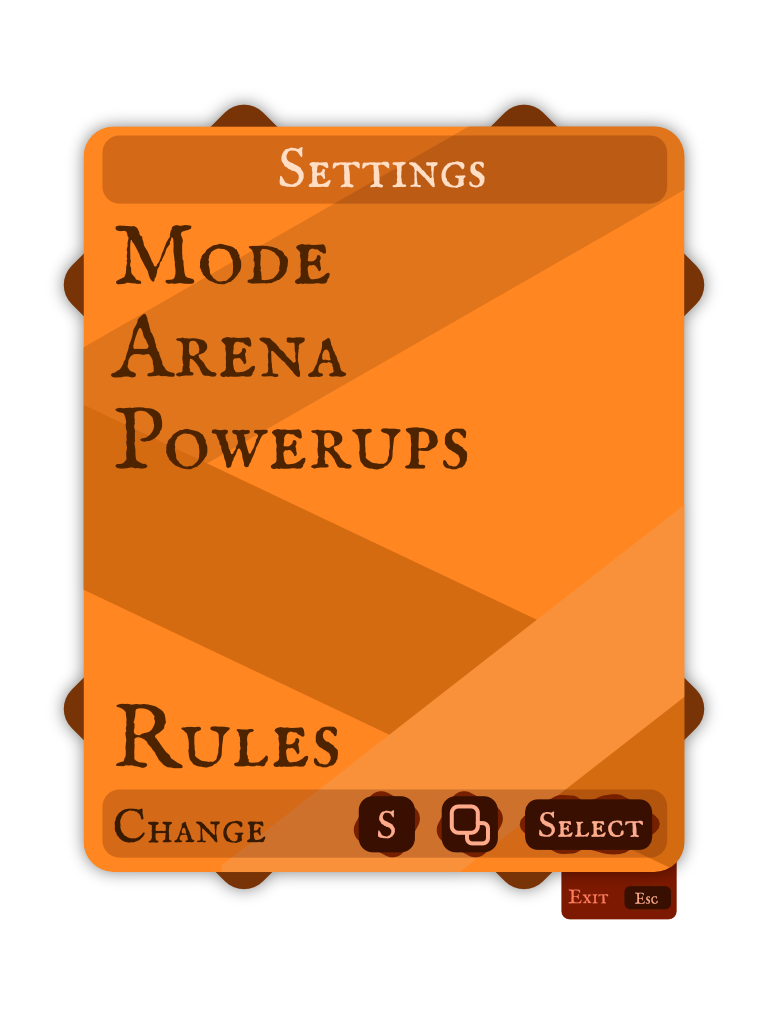 Settings
Mode
Arena
Powerups
Rules
Change S Select
Exit Esc